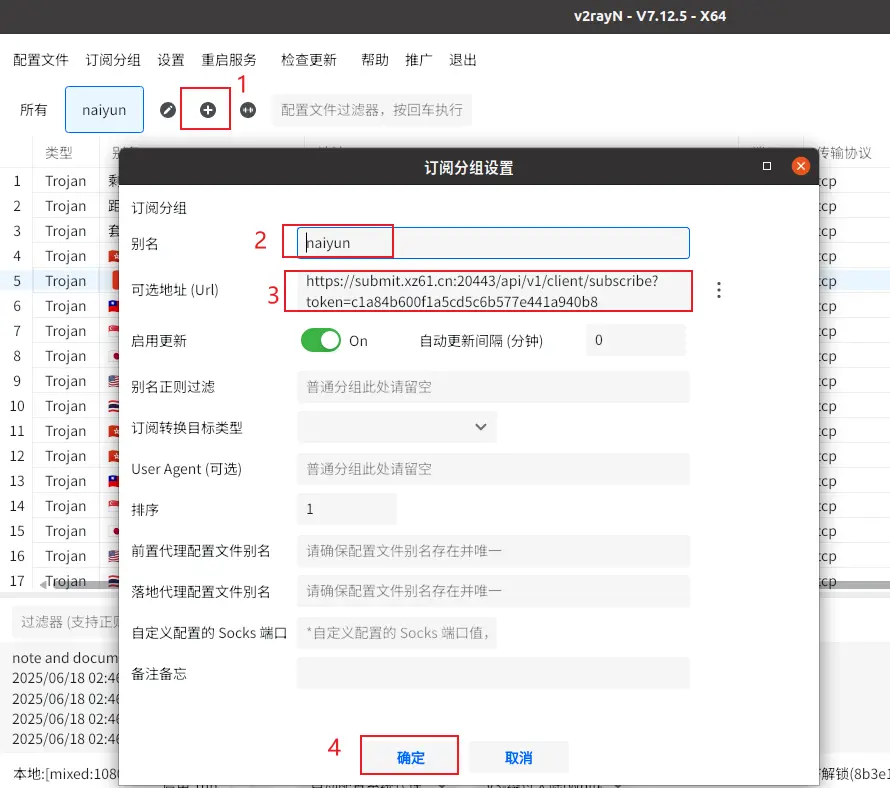 v2rayN - V7.12.5 - X64
配置文件 订阅分组 设置 重启服务 检查更新 帮助 推广 退出
1
所有 naiyun 配置文件过滤器，按回车执行
类型 传输协议
订阅分组设置
1 Trojan tcp
2 Trojan tcp
3 Trojan tcp
4 Trojan tcp
5 Trojan tcp
6 Trojan tcp
7 Trojan tcp
8 Trojan tcp
9 Trojan tcp
10 Trojan tcp
11 Trojan tcp
12 Trojan tcp
13 Trojan tcp
14 Trojan tcp
15 Trojan tcp
16 Trojan tcp
17 Trojan tcp
订阅分组
别名 2 naiyun
可选地址 (Url) 3 https://submit.xz61.cn:20443/api/v1/client/subscribe?
token=c1a84b600f1a5cd5c6b577e441a940b8
启用更新 On 自动更新间隔 (分钟) 0
别名正则过滤 普通分组此处请留空
订阅转换目标类型
User Agent (可选) 普通分组此处请留空
排序 1
前置代理配置文件别名 请确保配置文件别名存在并唯一
落地代理配置文件别名 请确保配置文件别名存在并唯一
自定义配置的 Socks 端口 *自定义配置的 Socks 端口值，
备注备忘
4 确定 取消
过滤器 (支持正则
note and docum
2025/06/18 02:46
2025/06/18 02:46
2025/06/18 02:46
2025/06/18 02:46
本地:[mixed:1080 解锁(8b3e1